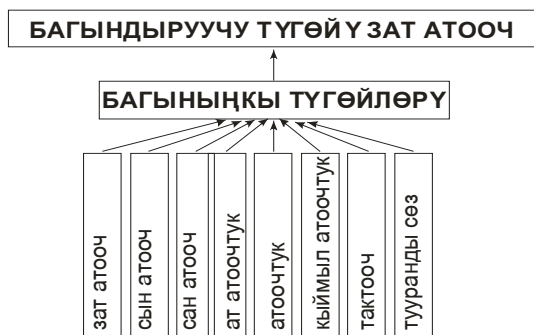 БАГЫНДЫРУУЧУ ТҮГӨЙ Ү ЗАТ АТООЧ
БАГЫНЫҢКЫ ТҮГӨЙЛӨРҮ
зат атооч
сын атооч
сан атооч
ат атоочтук
атоочтук
кыймыл атоочтук
тактооч
тууранды сөз